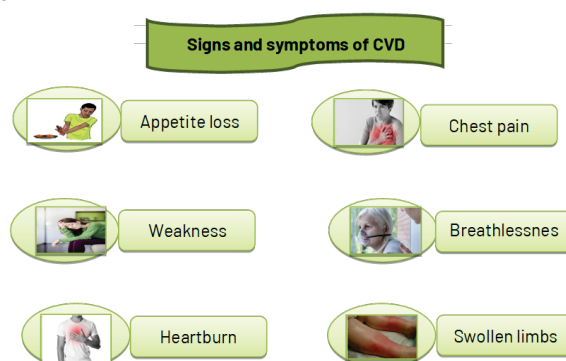 Signs and symptoms of CVD
Appetite loss
Chest pain
Weakness
Breathlessnes
Heartburn
Swollen limbs